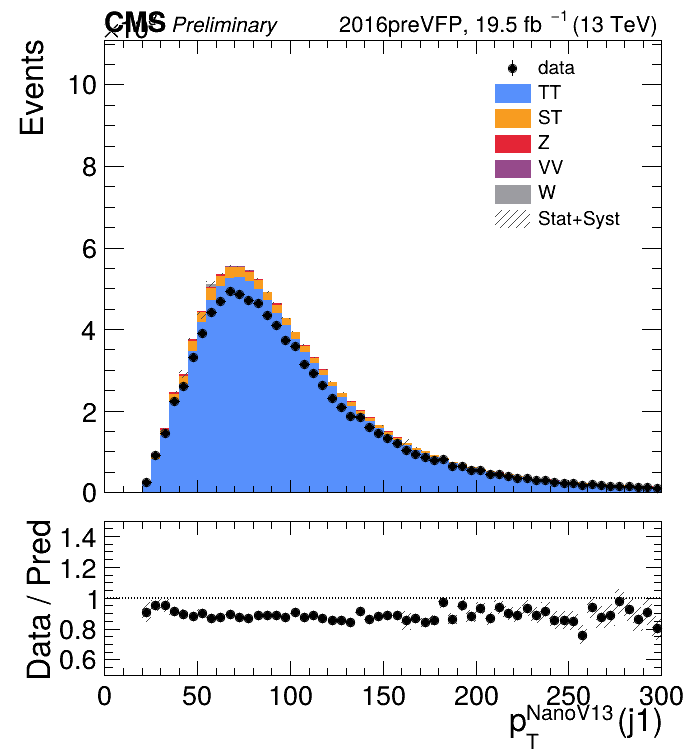 CMS Preliminary 2016preVFP, 19.5 fb⁻¹ (13 TeV)
Events
10
8
6
4
2
0
data
TT
ST
Z
VV
W
Stat+Syst
Data / Pred
1.4
1.2
1
0.8
0.6
0 50 100 150 200 250 300
p_T^NanoV13 (j1)